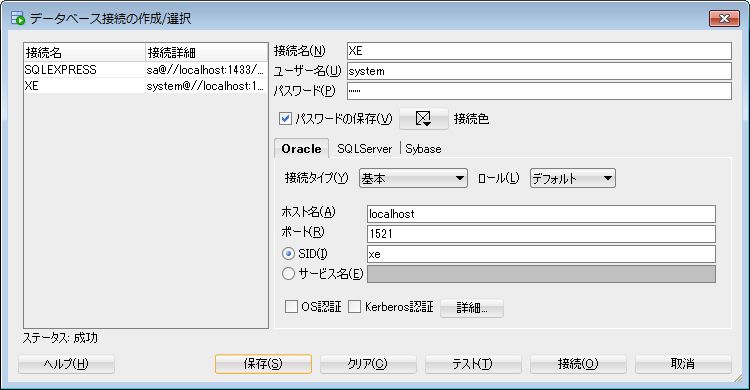 データベース接続の作成/選択
接続名 接続詳細
SQLEXPRESS sa@//localhost:1433/...
XE system@//localhost:1...
接続名(N) XE
ユーザー名(U) system
パスワード(P) ······
パスワードの保存(V) 接続色
Oracle SQLServer Sybase
接続タイプ(Y) 基本 ロール(L) デフォルト
ホスト名(A) localhost
ポート(R) 1521
SID(I) xe
サービス名(E)
OS認証 Kerberos認証 詳細...
ステータス: 成功
ヘルプ(H) 保存(S) クリア(C) テスト(T) 接続(O) 取消